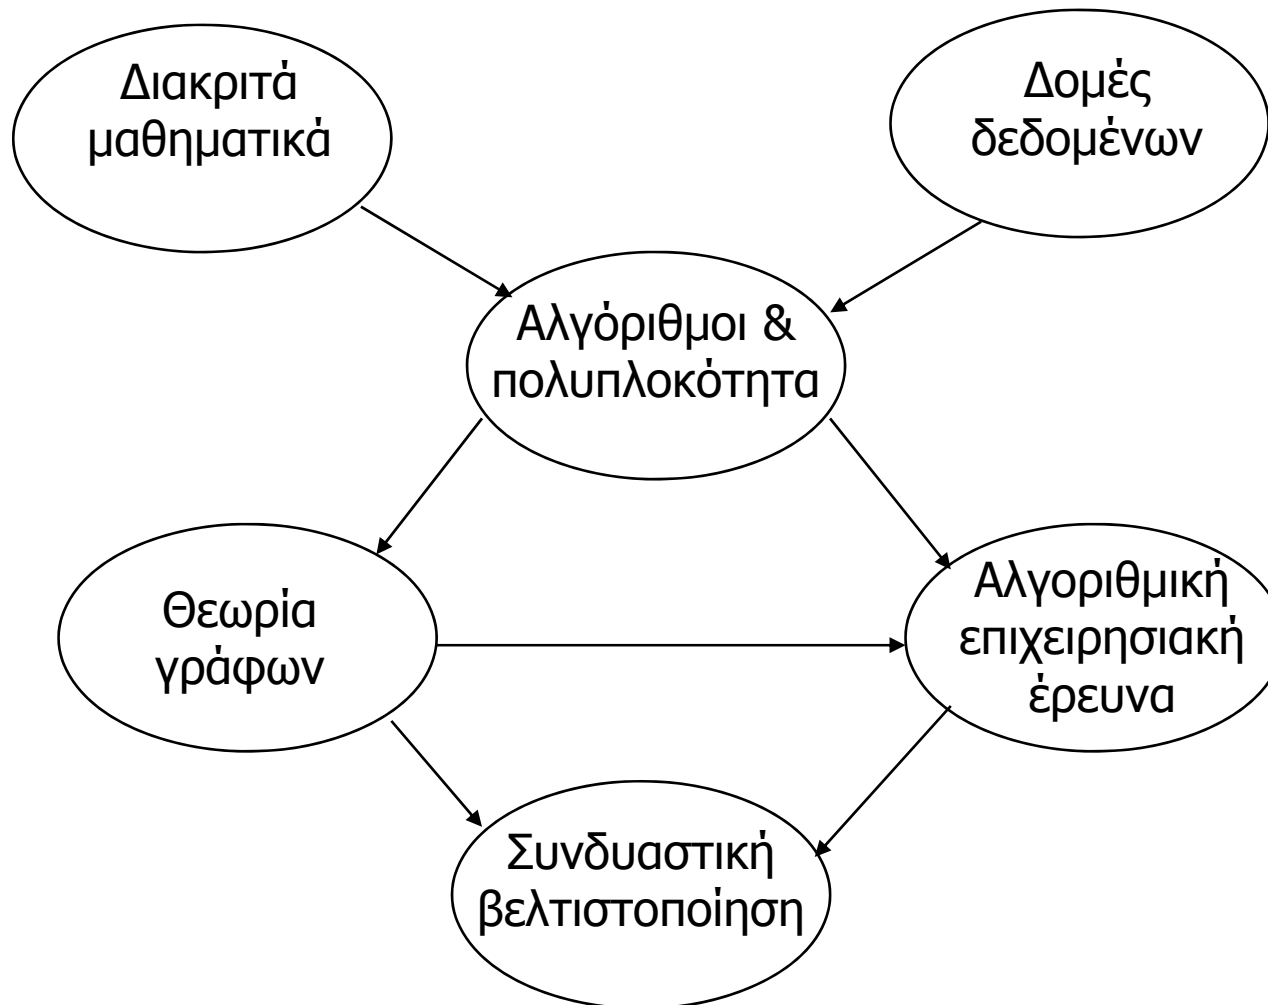 Διακριτά
μαθηματικά
Δομές
δεδομένων
Αλγόριθμοι &
πολυπλοκότητα
Θεωρία
γράφων
Αλγοριθμική
επιχειρησιακή
έρευνα
Συνδυαστική
βελτιστοποίηση